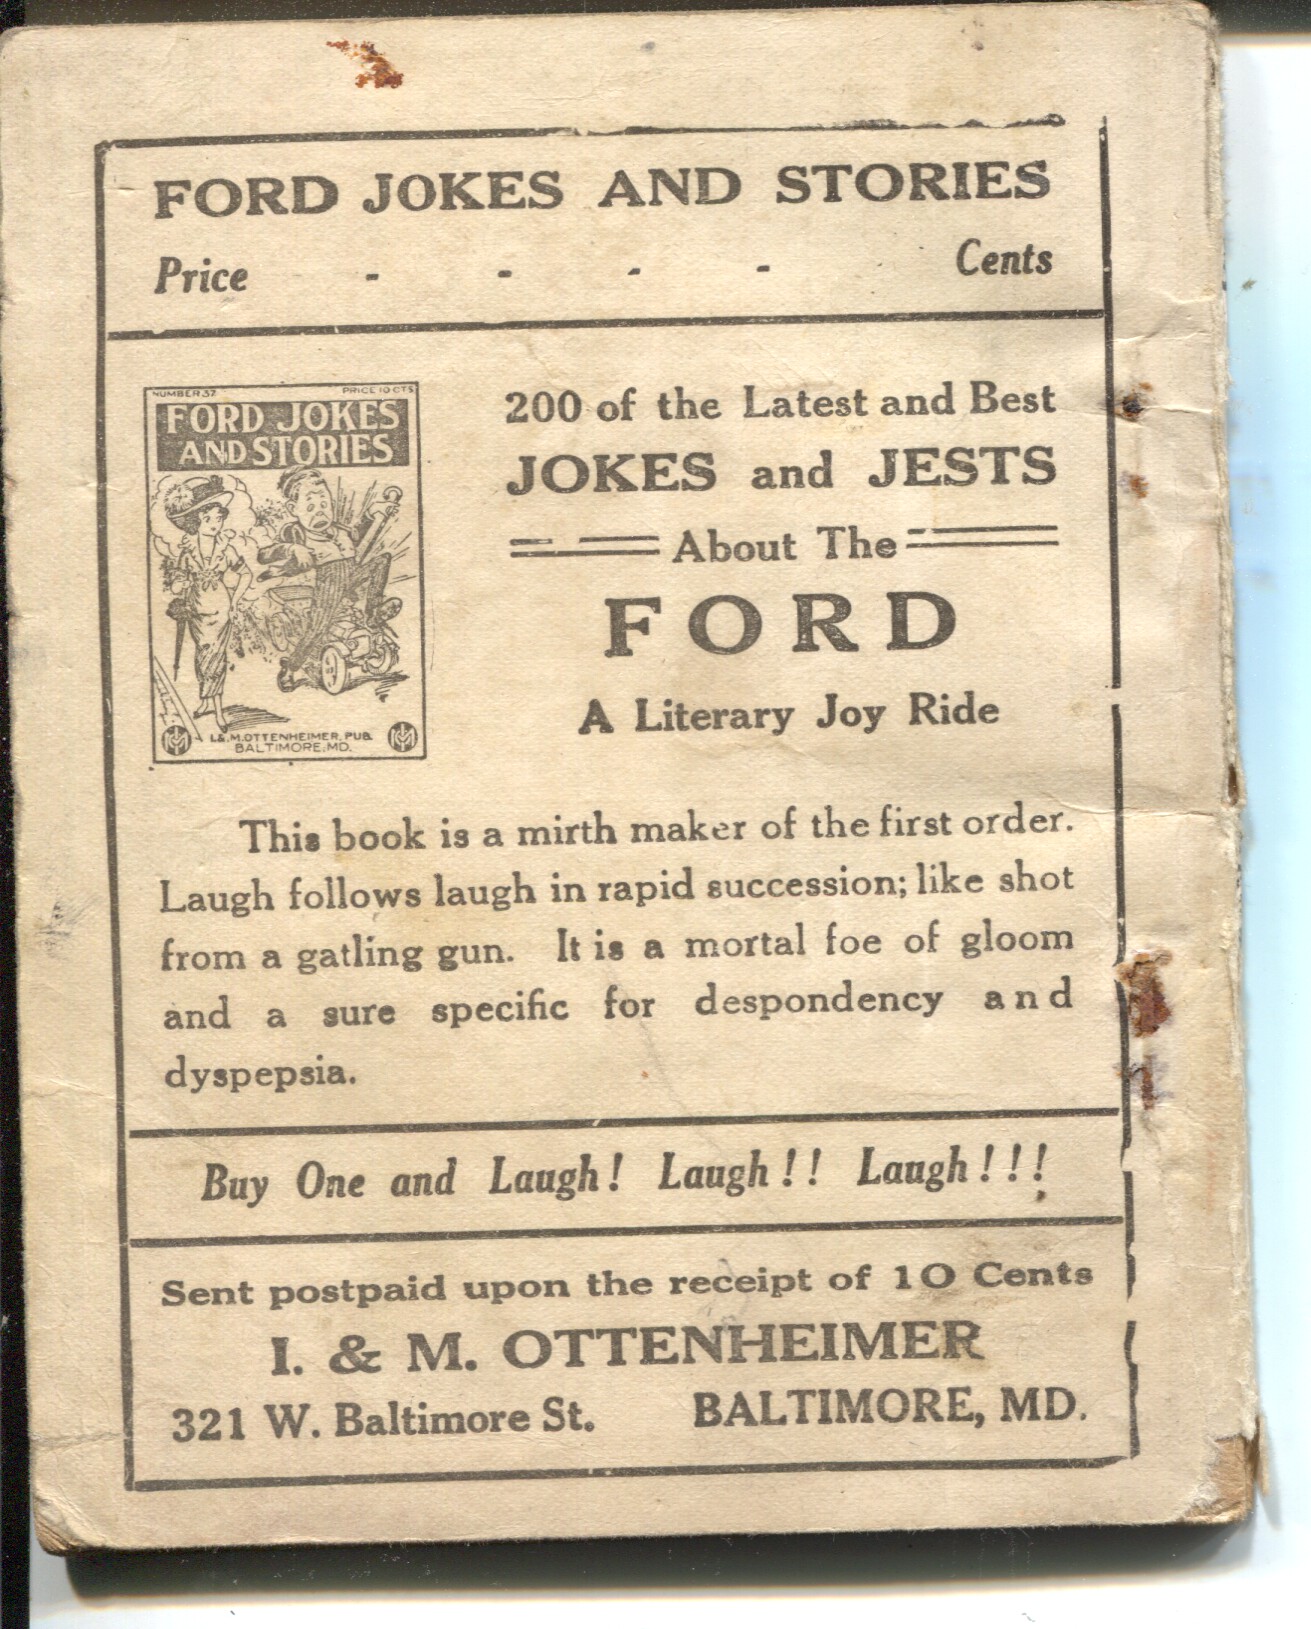 FORD JOKES AND STORIES
Price - - - - Cents
NUMBER 37 PRICE 10 CTS
FORD JOKES
AND STORIES
I.&.M.OTTENHEIMER, PUB.
BALTIMORE, MD.
200 of the Latest and Best
JOKES and JESTS
About The
FORD
A Literary Joy Ride
This book is a mirth maker of the first order.
Laugh follows laugh in rapid succession; like shot
from a gatling gun. It is a mortal foe of gloom
and a sure specific for despondency and
dyspepsia.
Buy One and Laugh! Laugh!! Laugh!!!
Sent postpaid upon the receipt of 10 Cents
I. & M. OTTENHEIMER
321 W. Baltimore St. BALTIMORE, MD.